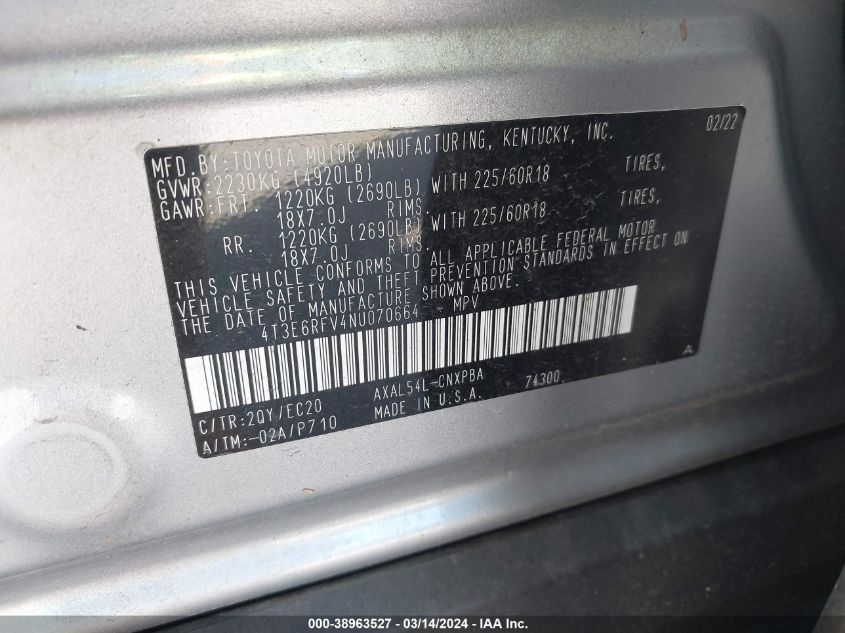 MFD.BY:TOYOTA MOTOR MANUFACTURING, KENTUCKY, INC. 02/22
GVWR:2230KG (4920LB)
GAWR:FRT. 1220KG (2690LB) WITH 225/60R18 TIRES,
18X7.0J RIMS.
RR. 1220KG (2690LB) WITH 225/60R18 TIRES,
18X7.0J RIMS.
THIS VEHICLE CONFORMS TO ALL APPLICABLE FEDERAL MOTOR
VEHICLE SAFETY AND THEFT PREVENTION STANDARDS IN EFFECT ON
THE DATE OF MANUFACTURE SHOWN ABOVE.
4T3E6RFV4NU070664 MPV
A
C/TR:2QY/EC20 AXAL54L-CNXPBA 74300
A/TM:-02A/P710 MADE IN U.S.A.
000-38963527 - 03/14/2024 - IAA Inc.